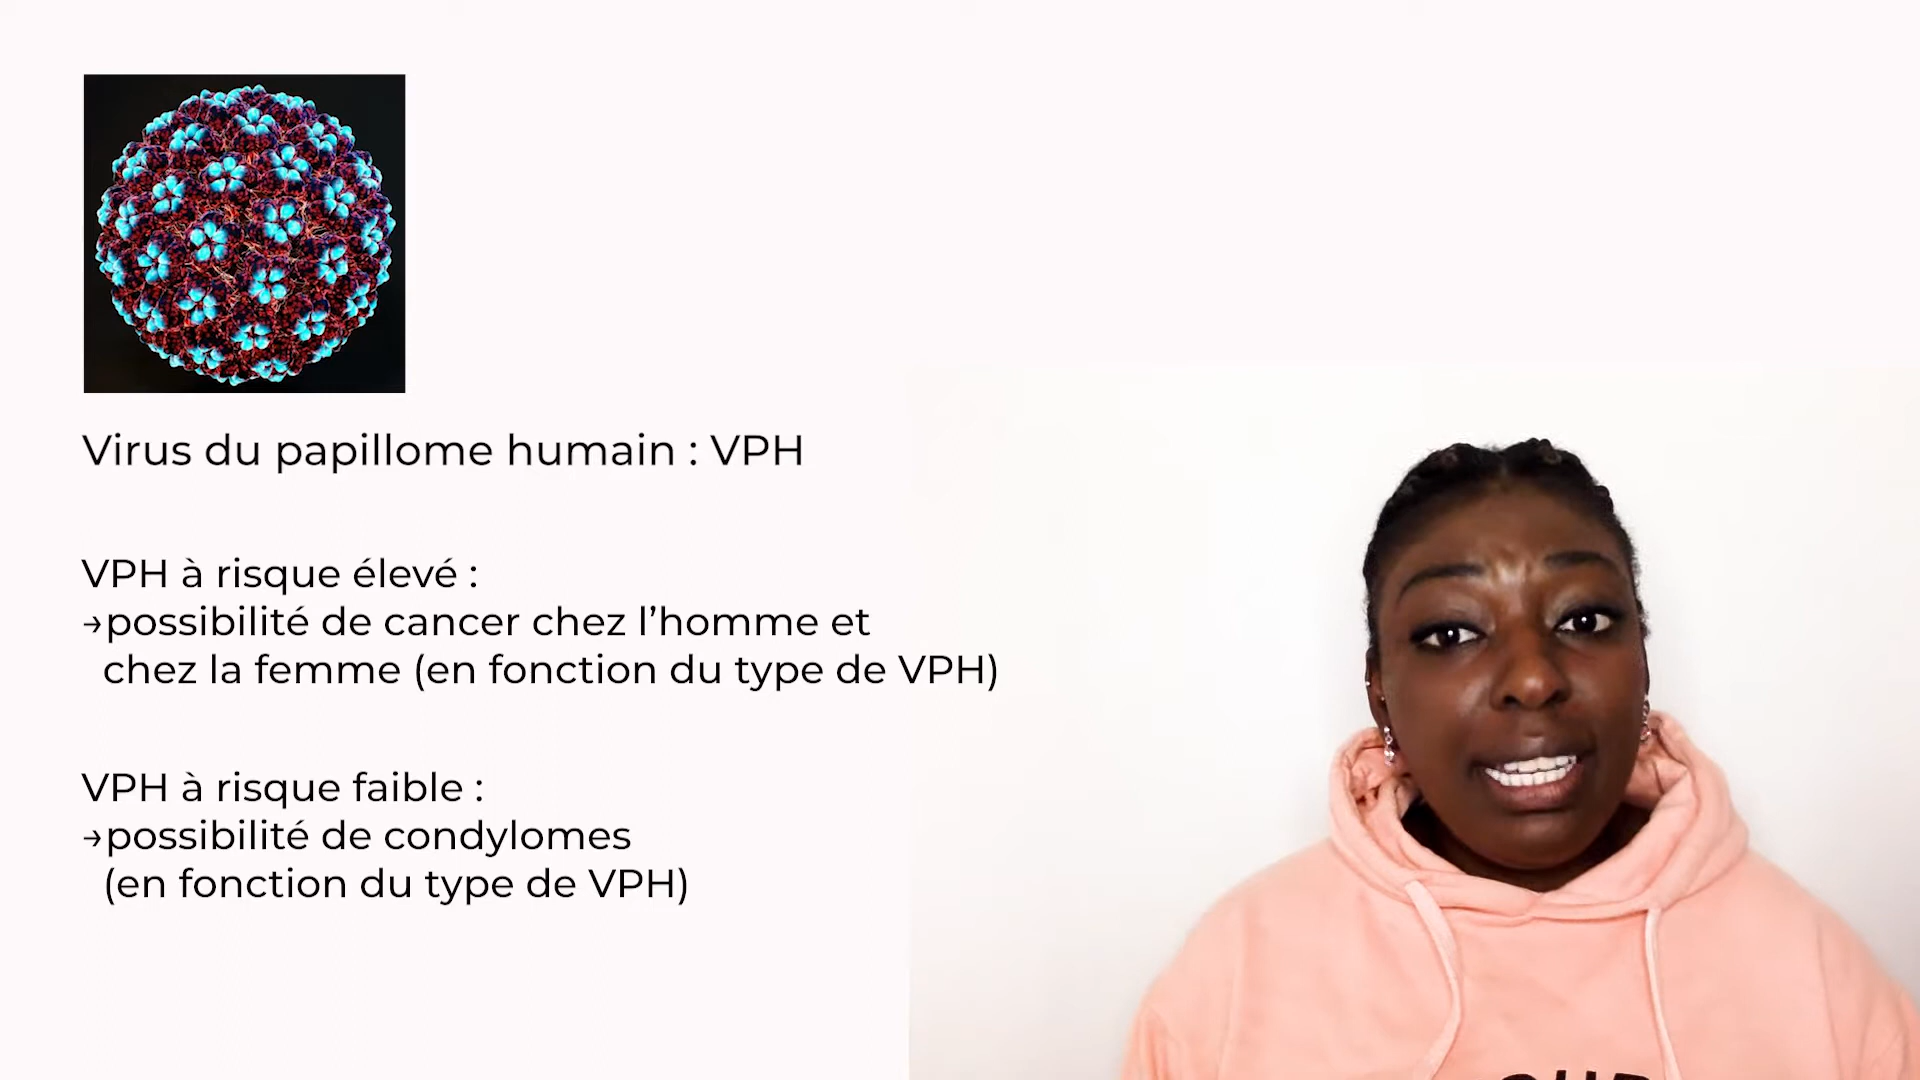 Virus du papillome humain : VPH
VPH à risque élevé :
→possibilité de cancer chez l’homme et
chez la femme (en fonction du type de VPH)
VPH à risque faible :
→possibilité de condylomes
(en fonction du type de VPH)